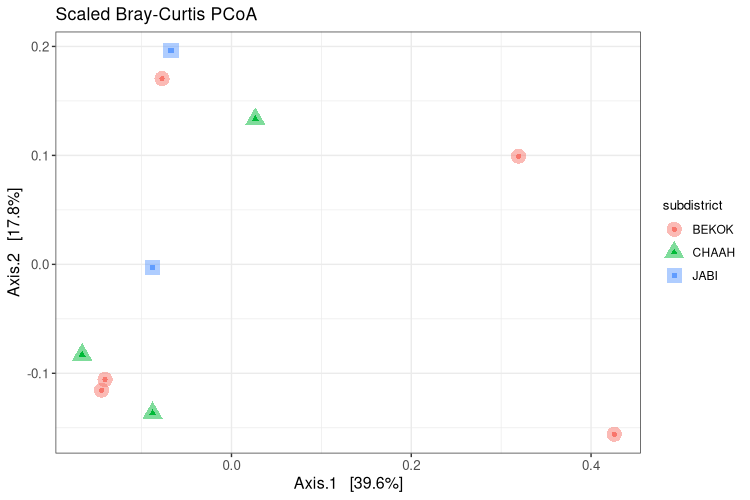 Scaled Bray-Curtis PCoA
0.2
0.1
0.0
-0.1
Axis.2 [17.8%]
0.0
0.2
0.4
Axis.1 [39.6%]
subdistrict
BEKOK
CHAAH
JABI